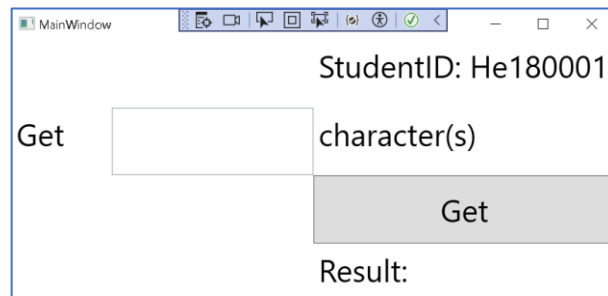 MainWindow
StudentID: He180001
Get character(s)
Get
Result: